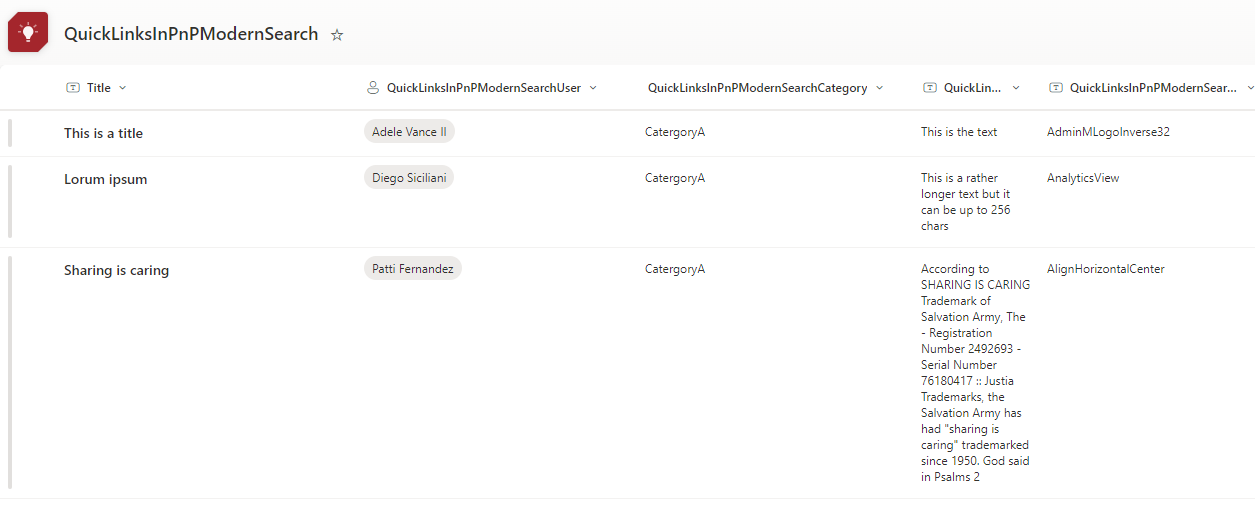 QuickLinksInPnPModernSearch
Title
QuickLinksInPnPModernSearchUser
QuickLinksInPnPModernSearchCategory
QuickLin...
QuickLinksInPnPModernSear...
This is a title
Adele Vance II
CatergoryA
This is the text
AdminMLogoInverse32
Lorum ipsum
Diego Siciliani
CatergoryA
This is a rather
longer text but it
can be up to 256
chars
AnalyticsView
Sharing is caring
Patti Fernandez
CatergoryA
According to
SHARING IS CARING
Trademark of
Salvation Army, The
- Registration
Number 2492693 -
Serial Number
76180417 :: Justia
Trademarks, the
Salvation Army has
had "sharing is
caring" trademarked
since 1950. God said
in Psalms 2
AlignHorizontalCenter